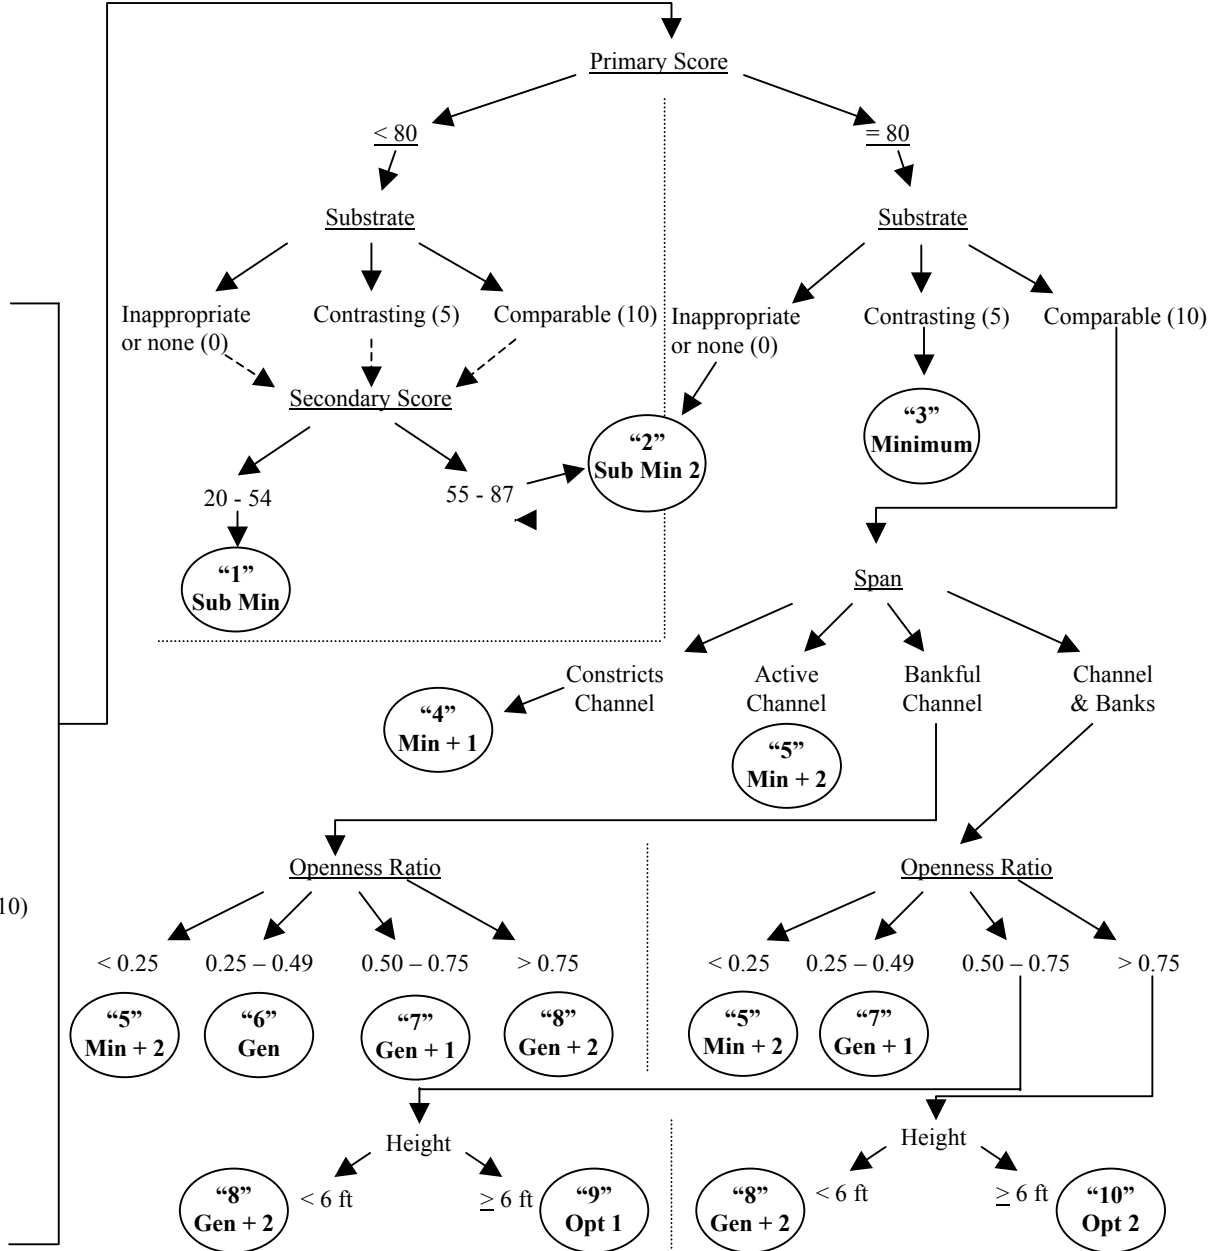 Primary Score
< 80
= 80
Substrate
Substrate
Inappropriate
or none (0)
Contrasting (5)
Comparable (10)
Inappropriate
or none (0)
Contrasting (5)
Comparable (10)
Secondary Score
“2”
Sub Min 2
“3”
Minimum
20 - 54
55 - 87
“1”
Sub Min
Span
Constricts
Channel
Active
Channel
Bankful
Channel
Channel
& Banks
“4”
Min + 1
“5”
Min + 2
Openness Ratio
Openness Ratio
10)
< 0.25
0.25 – 0.49
0.50 – 0.75
> 0.75
< 0.25
0.25 – 0.49
0.50 – 0.75
> 0.75
“5”
Min + 2
“6”
Gen
“7”
Gen + 1
“8”
Gen + 2
“5”
Min + 2
“7”
Gen + 1
Height
Height
“8”
Gen + 2
< 6 ft
≥ 6 ft
“9”
Opt 1
“8”
Gen + 2
< 6 ft
≥ 6 ft
“10”
Opt 2